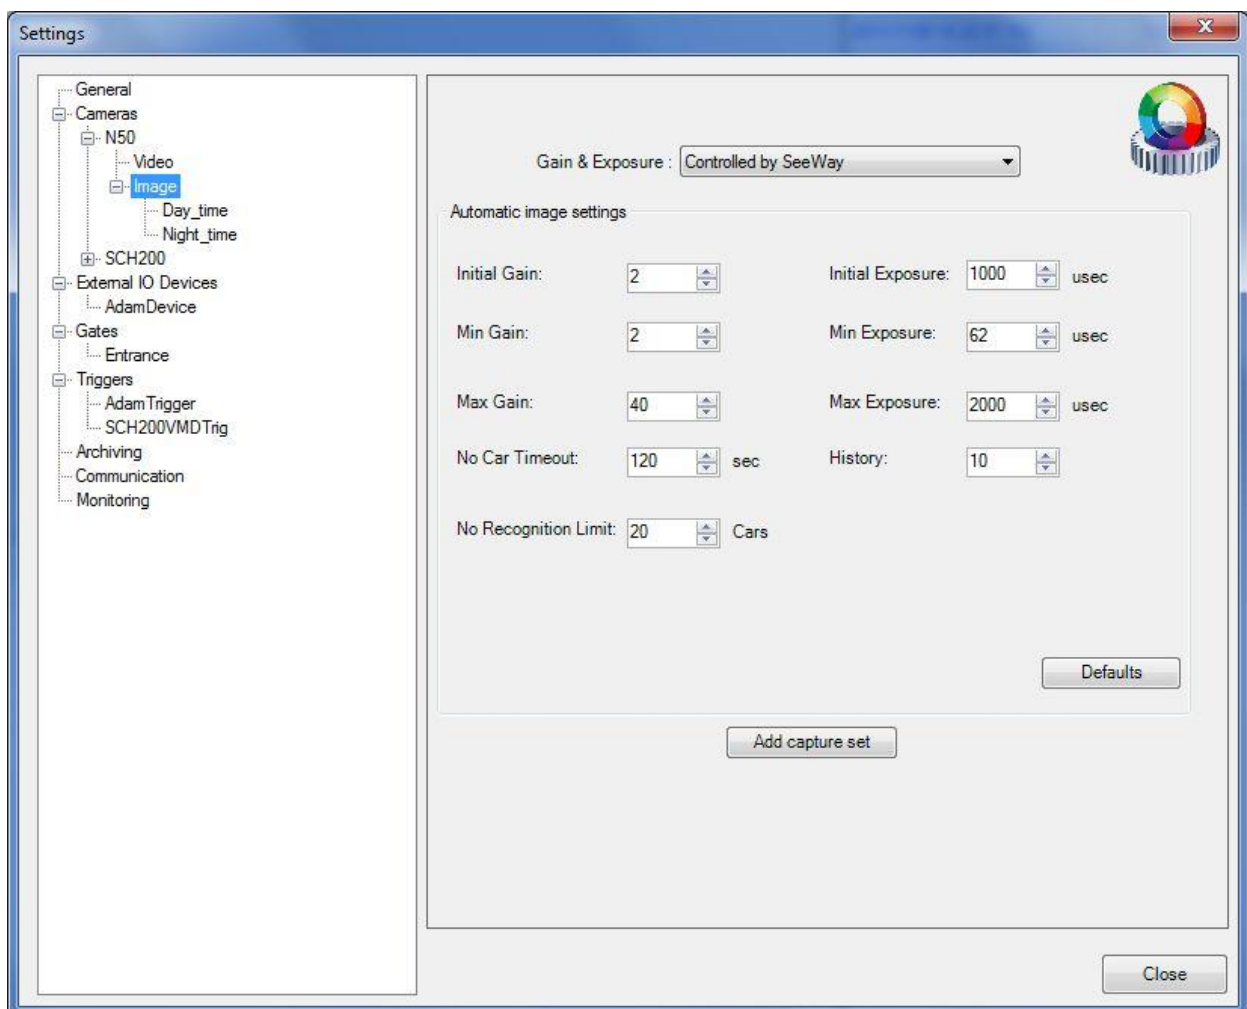 Settings
General
Cameras
N50
Video
Image
Day_time
Night_time
SCH200
External IO Devices
AdamDevice
Gates
Entrance
Triggers
AdamTrigger
SCH200VMDTrig
Archiving
Communication
Monitoring
Gain & Exposure : Controlled by SeeWay
Automatic image settings
Initial Gain: 2 Initial Exposure: 1000 usec
Min Gain: 2 Min Exposure: 62 usec
Max Gain: 40 Max Exposure: 2000 usec
No Car Timeout: 120 sec History: 10
No Recognition Limit: 20 Cars
Defaults
Add capture set
Close